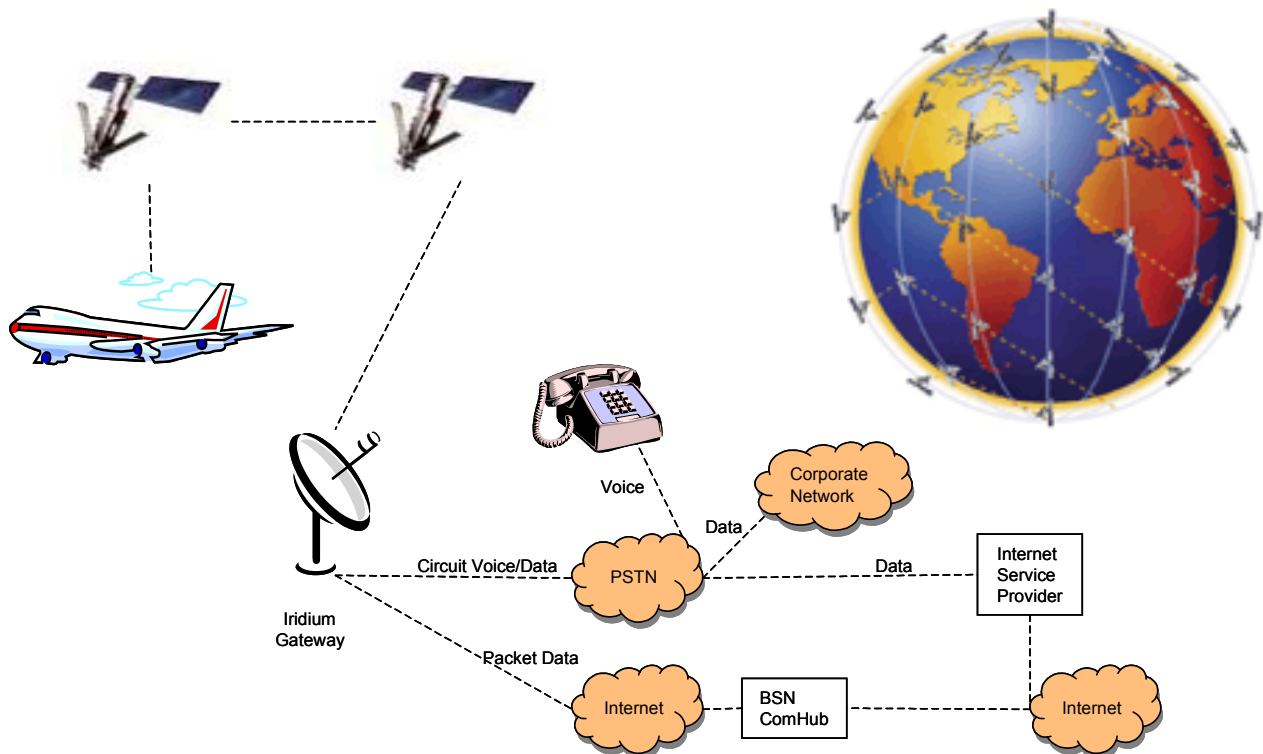 Voice
Corporate
Network
Data
Circuit Voice/Data
PSTN
Data
Internet
Service
Provider
Iridium
Gateway
Packet Data
Internet
BSN
ComHub
Internet